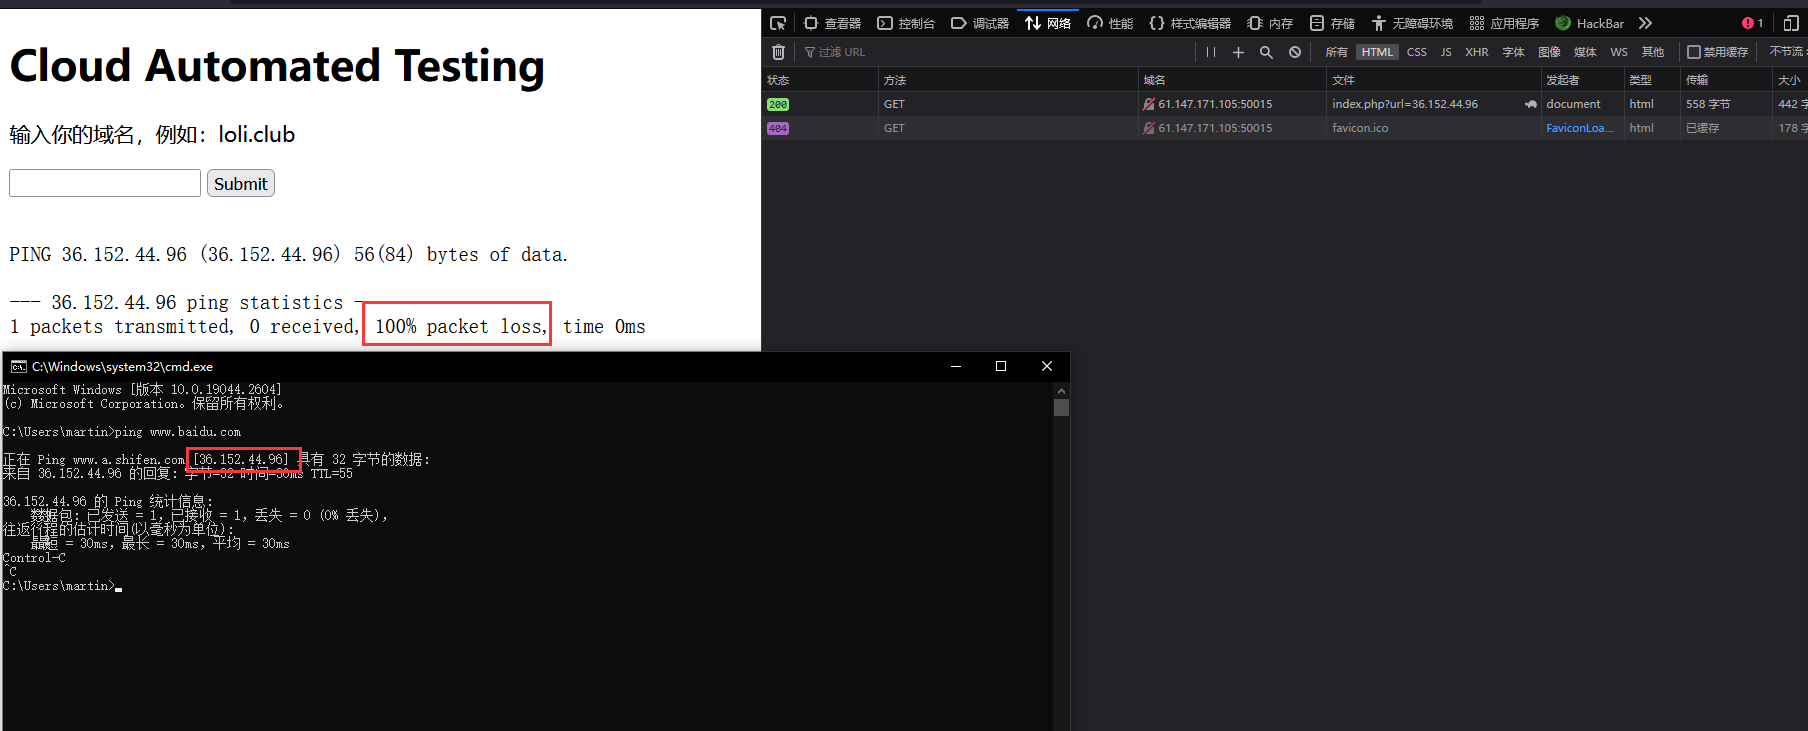 Cloud Automated Testing
输入你的域名，例如：loli.club
Submit
PING 36.152.44.96 (36.152.44.96) 56(84) bytes of data.
--- 36.152.44.96 ping statistics -
1 packets transmitted, 0 received, 100% packet loss, time 0ms
查看器 控制台 调试器 网络 性能 样式编辑器 内存 存储 无障碍环境 应用程序 HackBar 1
过滤 URL 所有 HTML CSS JS XHR 字体 图像 媒体 WS 其他 禁用缓存 不节流
状态 方法 域名 文件 发起者 类型 传输 大小
200 GET 61.147.171.105:50015 index.php?url=36.152.44.96 document html 558 字节 442 字
404 GET 61.147.171.105:50015 favicon.ico FaviconLoa... html 已缓存 178 字
C:\Windows\system32\cmd.exe
Microsoft Windows [版本 10.0.19044.2604]
(c) Microsoft Corporation。保留所有权利。
C:\Users\martin>ping www.baidu.com
正在 Ping www.a.shifen.com [36.152.44.96] 具有 32 字节的数据:
来自 36.152.44.96 的回复: 字节=32 时间=30ms TTL=55
36.152.44.96 的 Ping 统计信息:
数据包: 已发送 = 1，已接收 = 1，丢失 = 0 (0% 丢失)，
往返行程的估计时间(以毫秒为单位):
最短 = 30ms，最长 = 30ms，平均 = 30ms
Control-C
^C
C:\Users\martin>